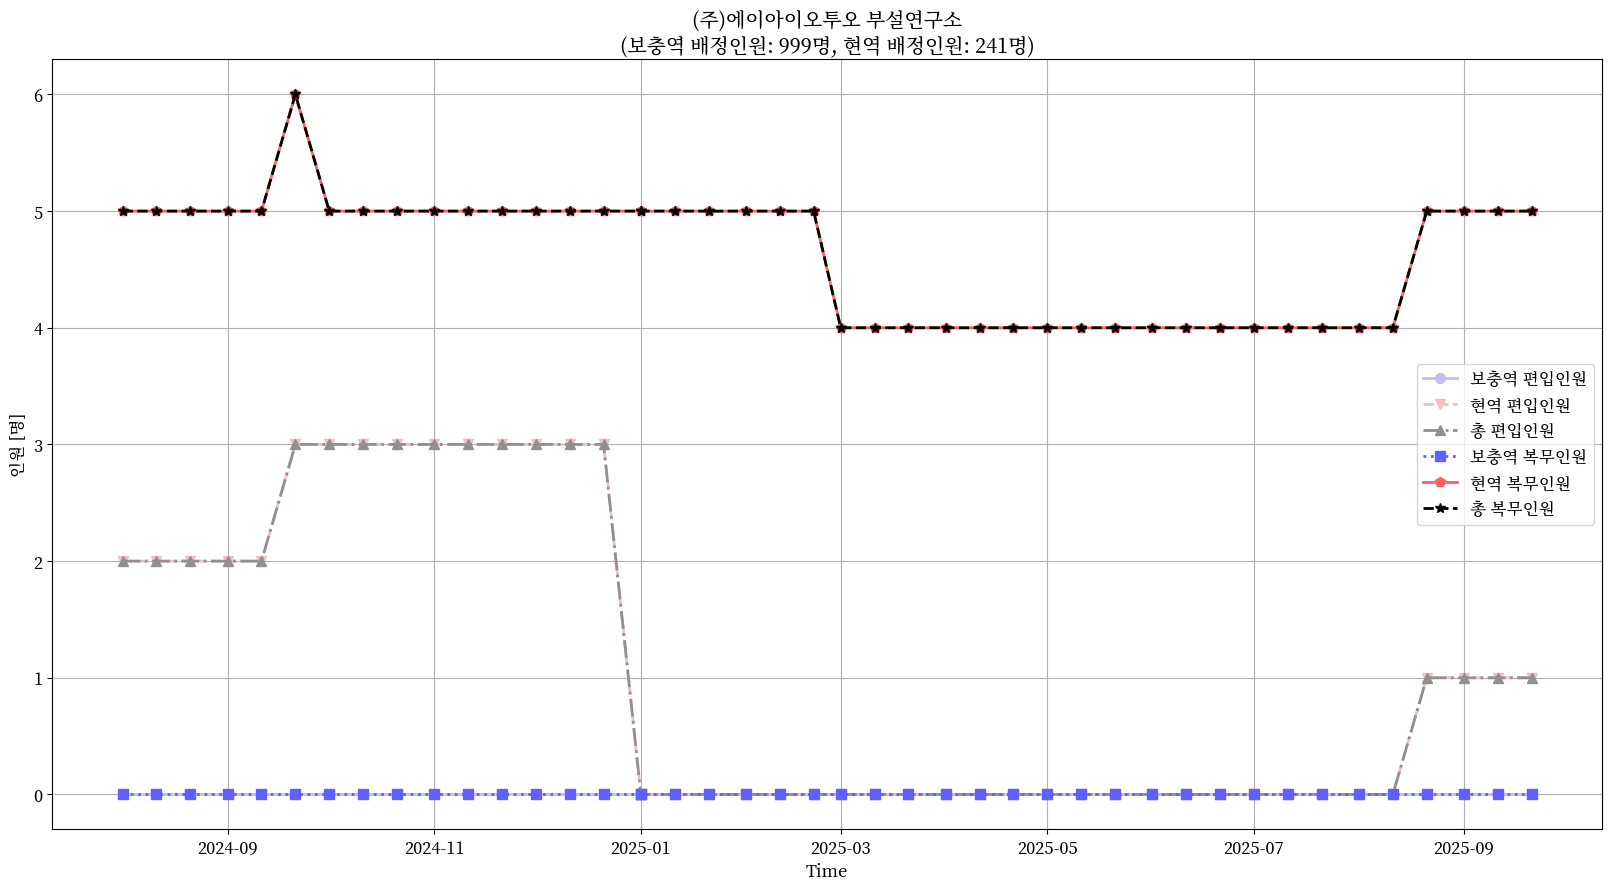 (주)에이아이오투오 부설연구소
(보충역 배정인원: 999명, 현역 배정인원: 241명)
6
5
4
3
2
1
0
인원 [명]
보충역 편입인원
현역 편입인원
총 편입인원
보충역 복무인원
현역 복무인원
총 복무인원
2024-09
2024-11
2025-01
2025-03
2025-05
2025-07
2025-09
Time